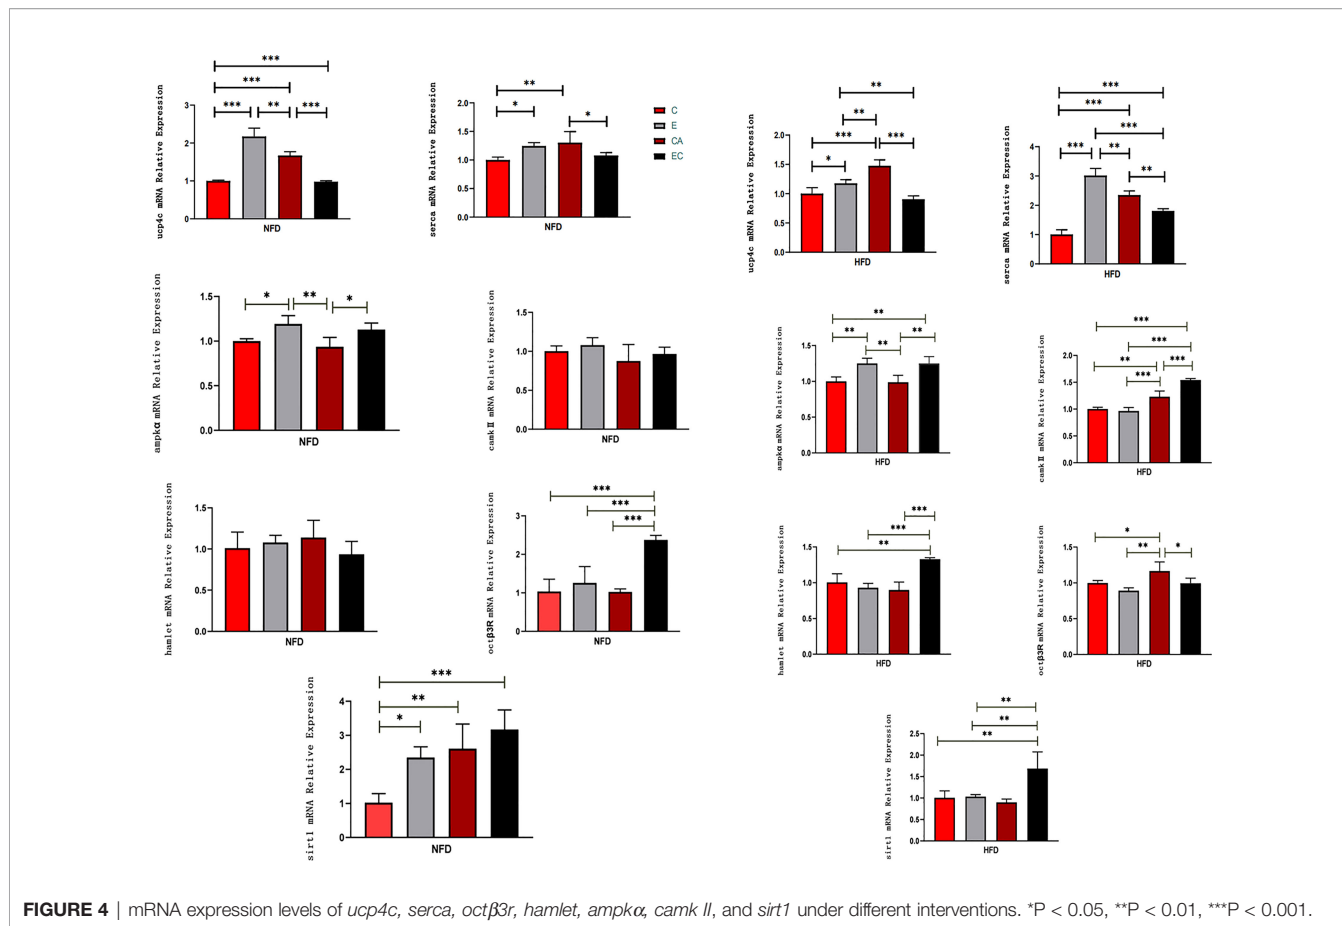 ***
***
*** ** ***
ucp4c mRNA Relative Expression
3
2
1
0
NFD
**
* *
serca mRNA Relative Expression
2.0
1.5
1.0
0.5
0.0
NFD
C
E
CA
EC
**
**
*** ***
*
ucp4c mRNA Relative Expression
2.0
1.5
1.0
0.5
0.0
HFD
***
***
***
*** **
**
serca mRNA Relative Expression
4
3
2
1
0
HFD
* ** *
ampkα mRNA Relative Expression
1.5
1.0
0.5
0.0
NFD
camk II mRNA Relative Expression
1.5
1.0
0.5
0.0
NFD
**
** **
**
ampkα mRNA Relative Expression
1.5
1.0
0.5
0.0
HFD
***
***
** ***
***
camk II mRNA Relative Expression
2.0
1.5
1.0
0.5
0.0
HFD
hamlet mRNA Relative Expression
1.5
1.0
0.5
0.0
NFD
***
***
***
octβ3R mRNA Relative Expression
3
2
1
0
NFD
***
***
**
hamlet mRNA Relative Expression
1.5
1.0
0.5
0.0
HFD
*
** *
octβ3R mRNA Relative Expression
1.5
1.0
0.5
0.0
HFD
***
**
*
sirt1 mRNA Relative Expression
4
3
2
1
0
NFD
**
**
**
sirt1 mRNA Relative Expression
2.5
2.0
1.5
1.0
0.5
0.0
HFD
FIGURE 4 | mRNA expression levels of ucp4c, serca, octβ3r, hamlet, ampkα, camk II, and sirt1 under different interventions. *P < 0.05, **P < 0.01, ***P < 0.001.